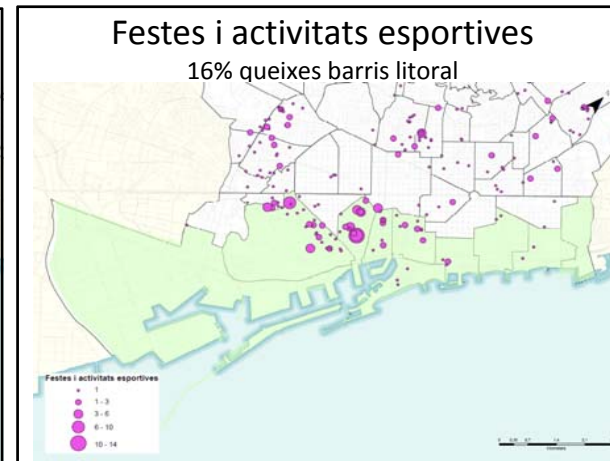 Festes i activitats esportives
16% queixes barris litoral
Festes i activitats esportives
1
1 - 3
3 - 6
6 - 10
10 - 14